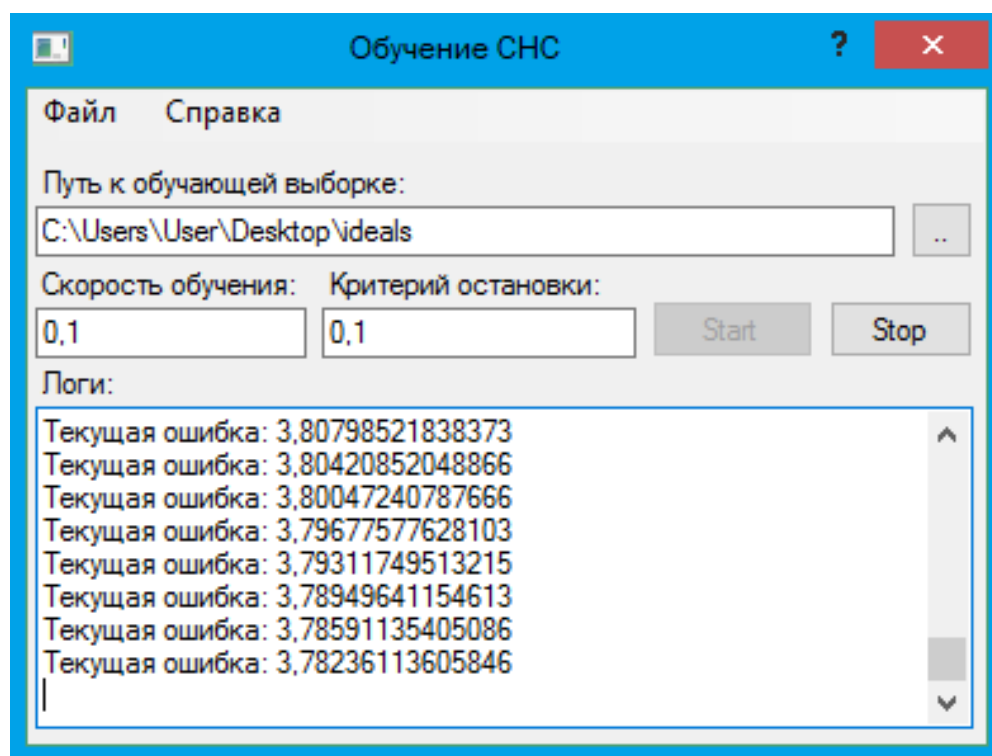 Обучение СНС
?
Файл Справка
Путь к обучающей выборке:
C:\Users\User\Desktop\ideals
..
Скорость обучения: Критерий остановки:
0,1 0,1 Start Stop
Логи:
Текущая ошибка: 3,80798521838373
Текущая ошибка: 3,80420852048866
Текущая ошибка: 3,80047240787666
Текущая ошибка: 3,79677577628103
Текущая ошибка: 3,79311749513215
Текущая ошибка: 3,78949641154613
Текущая ошибка: 3,78591135405086
Текущая ошибка: 3,78236113605846